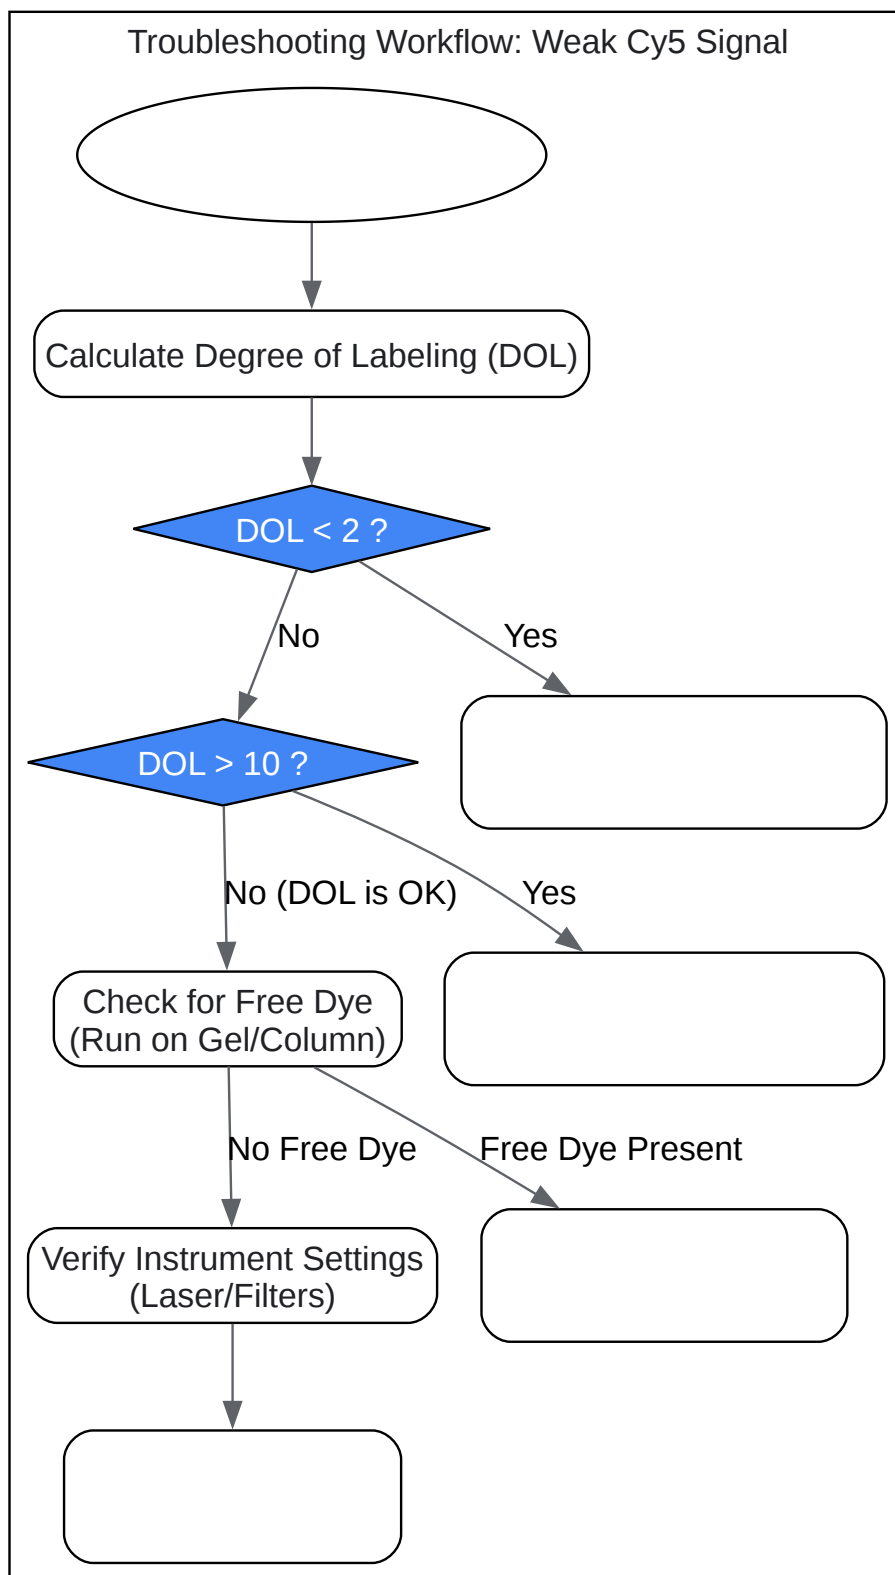 Troubleshooting Workflow: Weak Cy5 Signal
Calculate Degree of Labeling (DOL)
DOL < 2 ?
No
Yes
DOL > 10 ?
No (DOL is OK)
Yes
Check for Free Dye
(Run on Gel/Column)
No Free Dye
Free Dye Present
Verify Instrument Settings
(Laser/Filters)